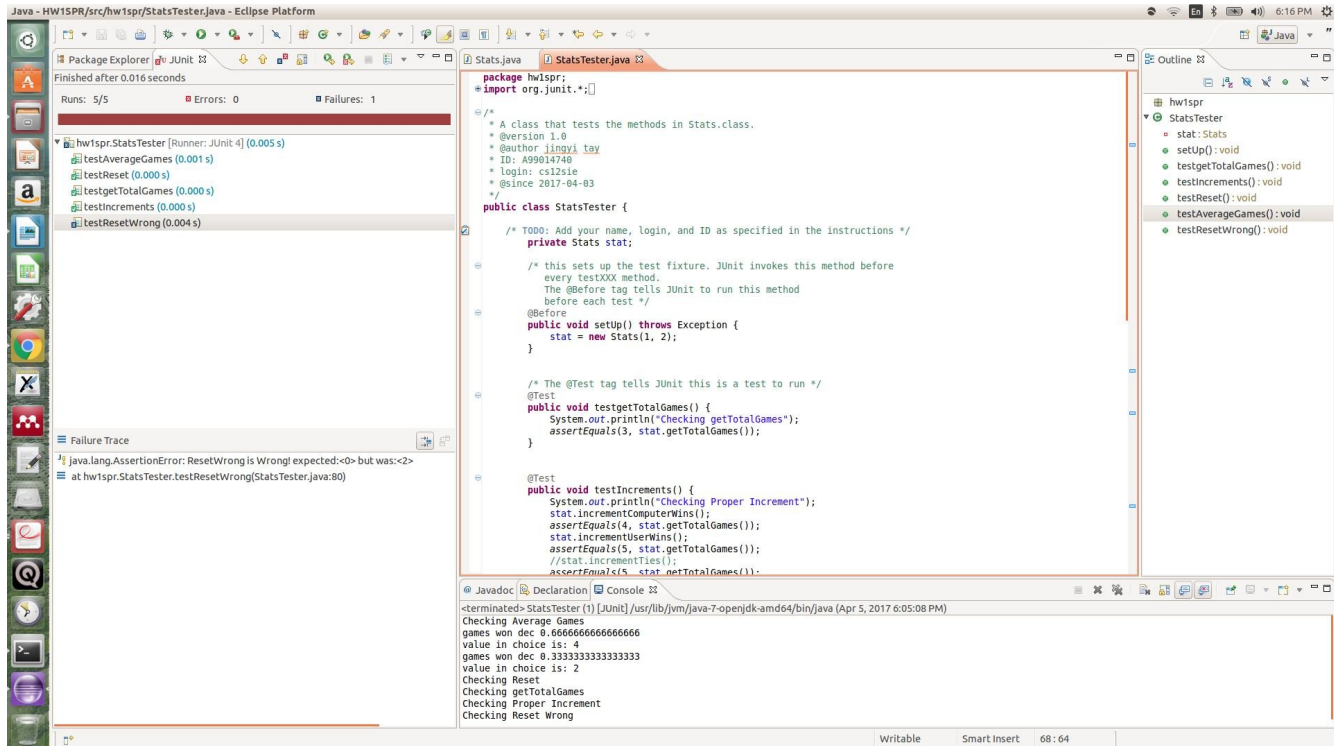 Java - HW1SPR/src/hw1spr/StatsTester.java - Eclipse Platform
En
6:16 PM
Java
Package Explorer
JUnit
Finished after 0.016 seconds
Runs: 5/5
Errors: 0
Failures: 1
hw1spr.StatsTester [Runner: JUnit 4] (0.005 s)
testAverageGames (0.001 s)
testReset (0.000 s)
testgetTotalGames (0.000 s)
testIncrements (0.000 s)
testResetWrong (0.004 s)
Failure Trace
java.lang.AssertionError: ResetWrong is Wrong! expected:<0> but was:<2>
at hw1spr.StatsTester.testResetWrong(StatsTester.java:80)
Stats.java
StatsTester.java
package hw1spr;
import org.junit.*;
/*
* A class that tests the methods in Stats.class.
* @version 1.0
* @author jingyi tay
* ID: A99014740
* login: cs12sie
* @since 2017-04-03
*/
public class StatsTester {
/* TODO: Add your name, login, and ID as specified in the instructions */
private Stats stat;
/* this sets up the test fixture. JUnit invokes this method before
every testXXX method.
The @Before tag tells JUnit to run this method
before each test */
@Before
public void setUp() throws Exception {
stat = new Stats(1, 2);
}
/* The @Test tag tells JUnit this is a test to run */
@Test
public void testgetTotalGames() {
System.out.println("Checking getTotalGames");
assertEquals(3, stat.getTotalGames());
}
@Test
public void testIncrements() {
System.out.println("Checking Proper Increment");
stat.incrementComputerWins();
assertEquals(4, stat.getTotalGames());
stat.incrementUserWins();
assertEquals(5, stat.getTotalGames());
//stat.incrementTies();
assertEquals(5, stat.getTotalGames());
Outline
hw1spr
StatsTester
stat : Stats
setUp() : void
testgetTotalGames() : void
testIncrements() : void
testReset() : void
testAverageGames() : void
testResetWrong() : void
@ Javadoc
Declaration
Console
<terminated> StatsTester (1) [JUnit] /usr/lib/jvm/java-7-openjdk-amd64/bin/java (Apr 5, 2017 6:05:08 PM)
Checking Average Games
games won dec 0.6666666666666666
value in choice is: 4
games won dec 0.3333333333333333
value in choice is: 2
Checking Reset
Checking getTotalGames
Checking Proper Increment
Checking Reset Wrong
Writable
Smart Insert
68 : 64